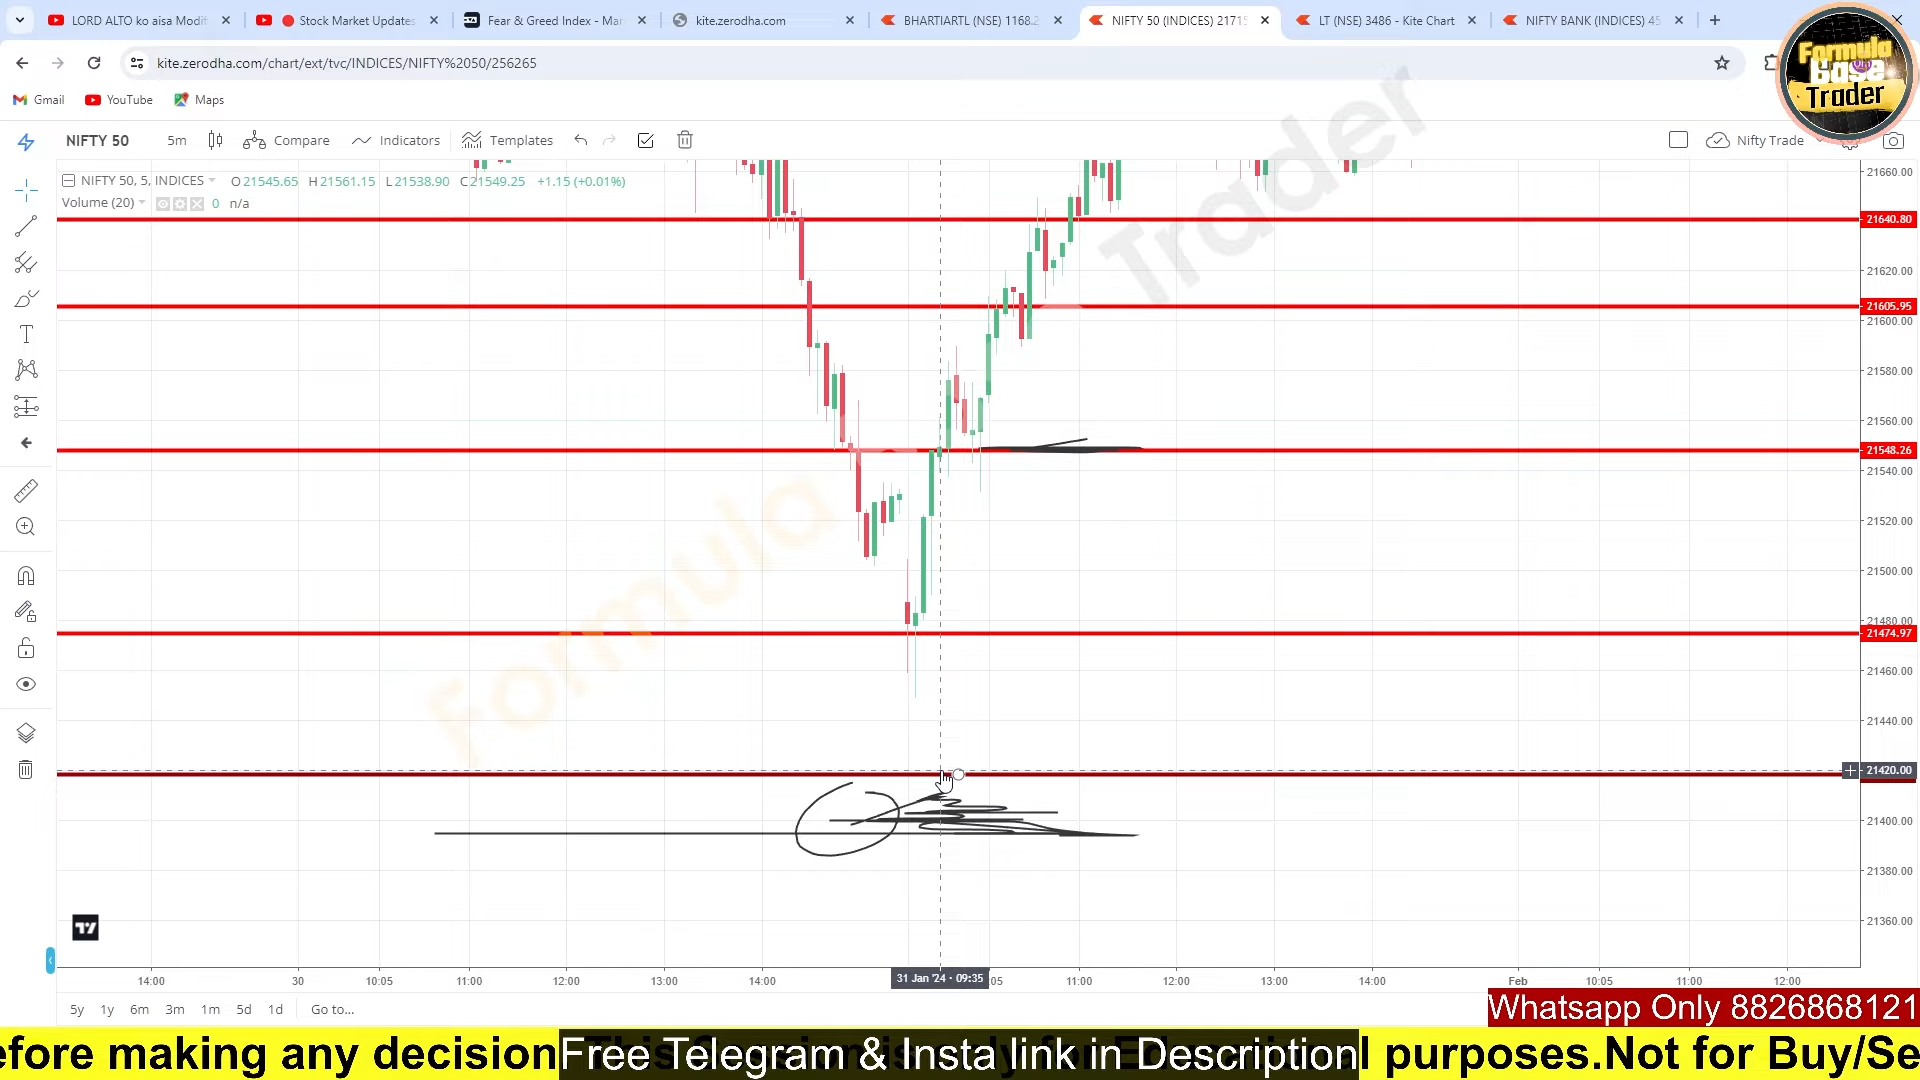 LORD ALTO ko aisa Modif
Stock Market Updates
Fear & Greed Index - Mar
kite.zerodha.com
BHARTIARTL (NSE) 1168.2
NIFTY 50 (INDICES) 21715
LT (NSE) 3486 - Kite Chart
NIFTY BANK (INDICES) 45
kite.zerodha.com/chart/ext/tvc/INDICES/NIFTY%2050/256265
Gmail
YouTube
Maps
Formula
Base
Trader
NIFTY 50
5m
Compare
Indicators
Templates
Nifty Trade
NIFTY 50, 5, INDICES
O21545.65 H21561.15 L21538.90 C21549.25 +1.15 (+0.01%)
Volume (20)
0 n/a
Formula
Trader
21660.00
21640.80
21620.00
21605.95
21600.00
21580.00
21560.00
21548.26
21540.00
21520.00
21500.00
21480.00
21474.97
21460.00
21440.00
21420.00
21400.00
21380.00
21360.00
14:00 30 10:05 11:00 12:00 13:00 14:00 31 Jan '24 · 09:35 :05 11:00 12:00 13:00 14:00 Feb 10:05 11:00 12:00
5y 1y 6m 3m 1m 5d 1d Go to...
Whatsapp Only 8826868121
efore making any decision
Free Telegram & Insta link in Description
l purposes.Not for Buy/Se